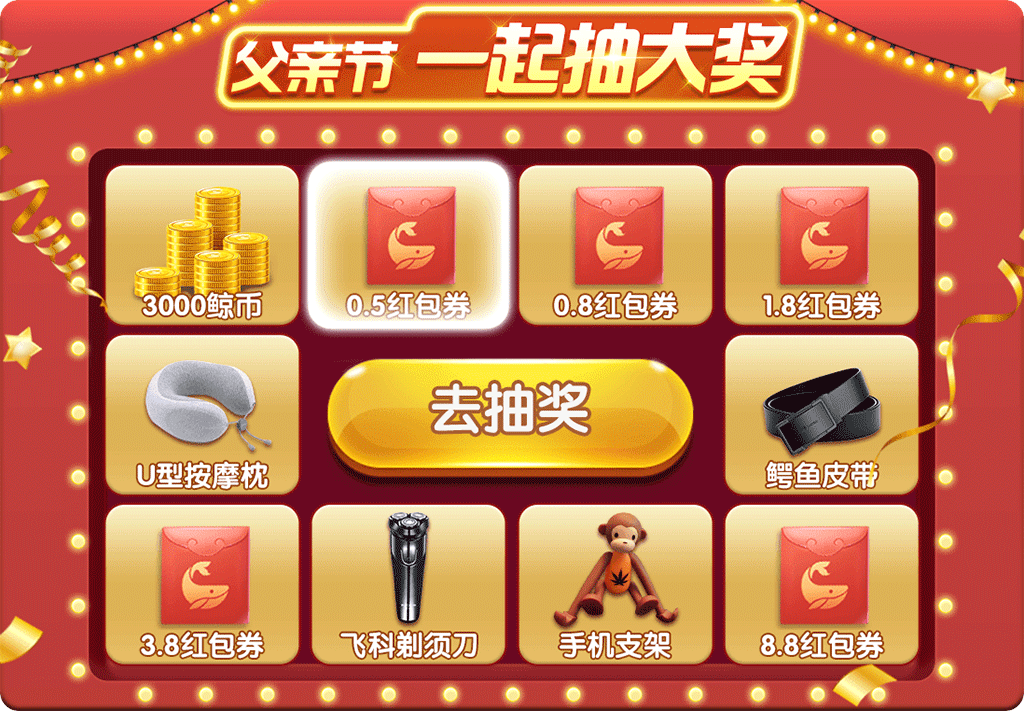 父亲节 一起抽大奖
3000鲸币
0.5红包券
0.8红包券
1.8红包券
U型按摩枕
去抽奖
鳄鱼皮带
3.8红包券
飞科剃须刀
手机支架
8.8红包券